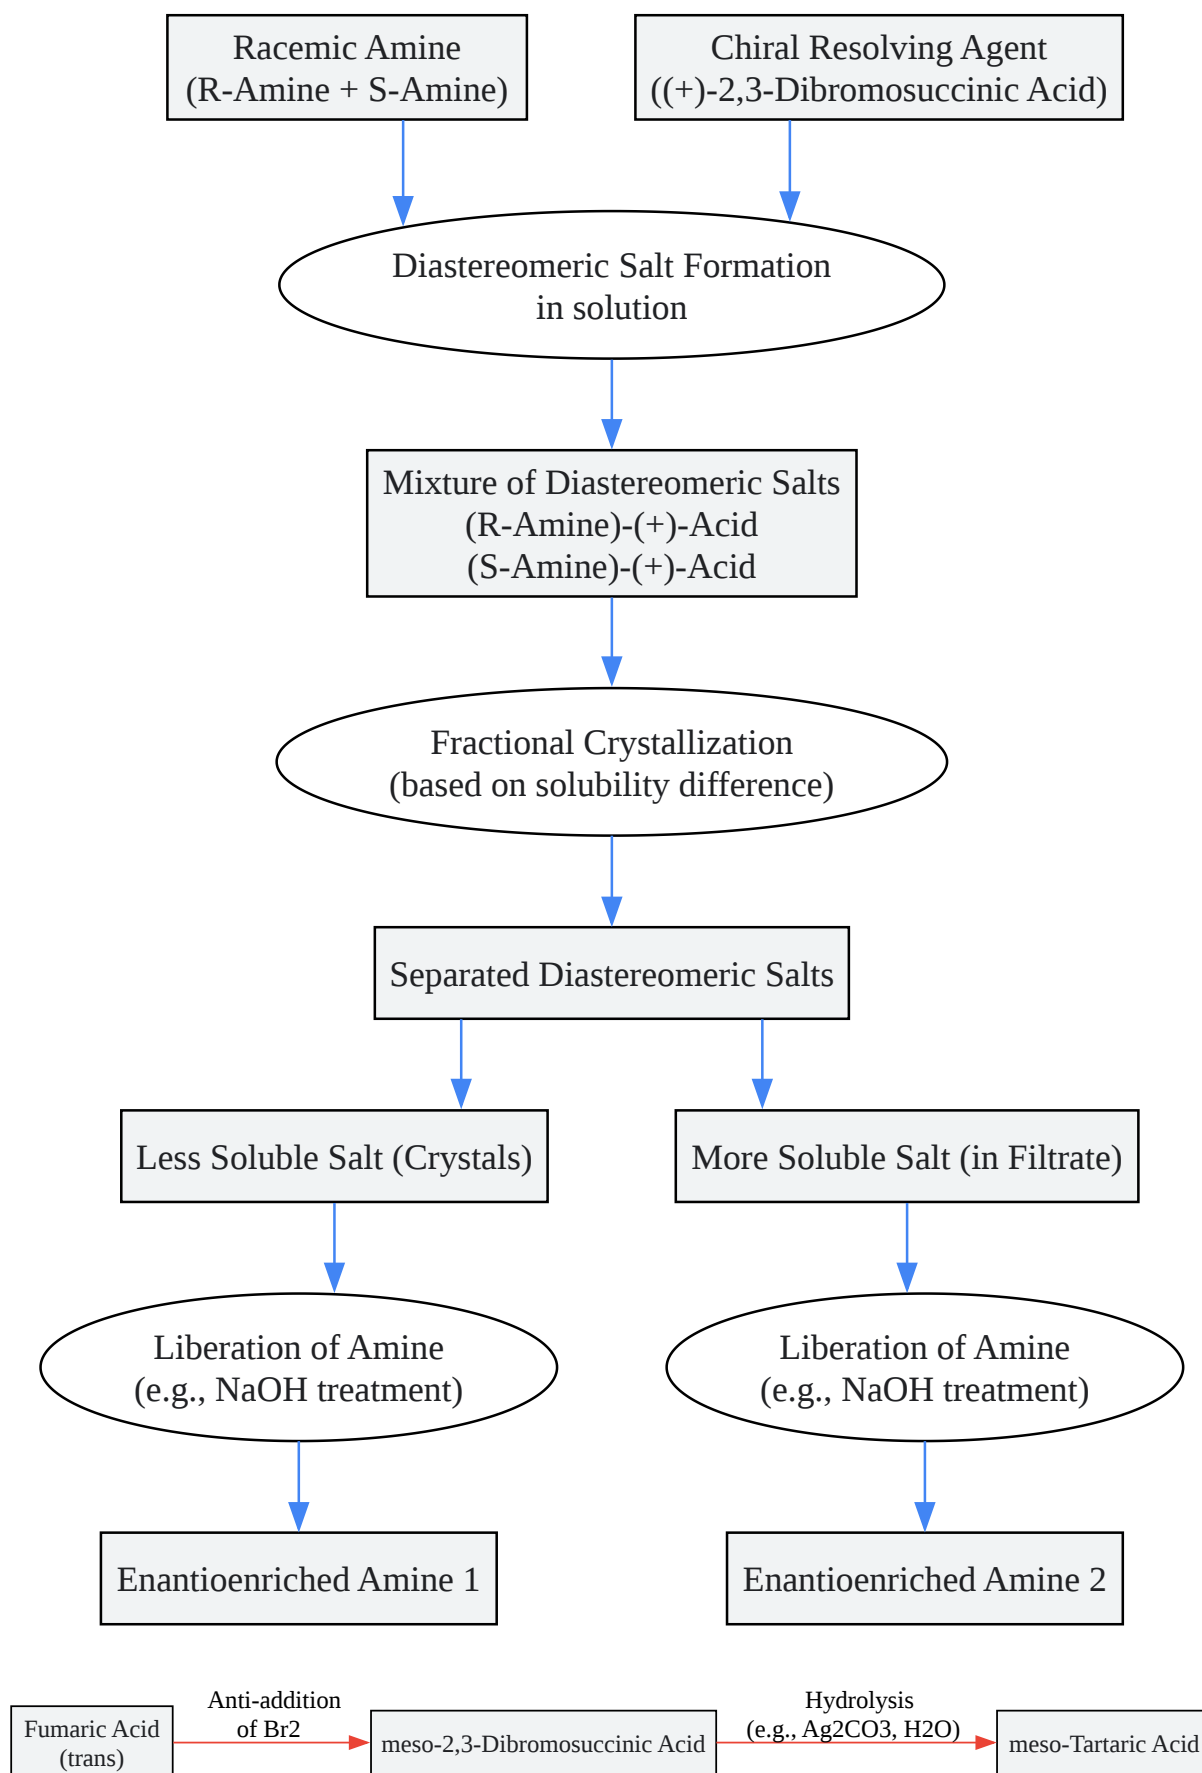 Racemic Amine
(R-Amine + S-Amine)
Chiral Resolving Agent
((+)-2,3-Dibromosuccinic Acid)
Diastereomeric Salt Formation
in solution
Mixture of Diastereomeric Salts
(R-Amine)-(+)-Acid
(S-Amine)-(+)-Acid
Fractional Crystallization
(based on solubility difference)
Separated Diastereomeric Salts
Less Soluble Salt (Crystals)
More Soluble Salt (in Filtrate)
Liberation of Amine
(e.g., NaOH treatment)
Liberation of Amine
(e.g., NaOH treatment)
Enantioenriched Amine 1
Enantioenriched Amine 2
Fumaric Acid
(trans)
Anti-addition
of Br2
meso-2,3-Dibromosuccinic Acid
Hydrolysis
(e.g., Ag2CO3, H2O)
meso-Tartaric Acid